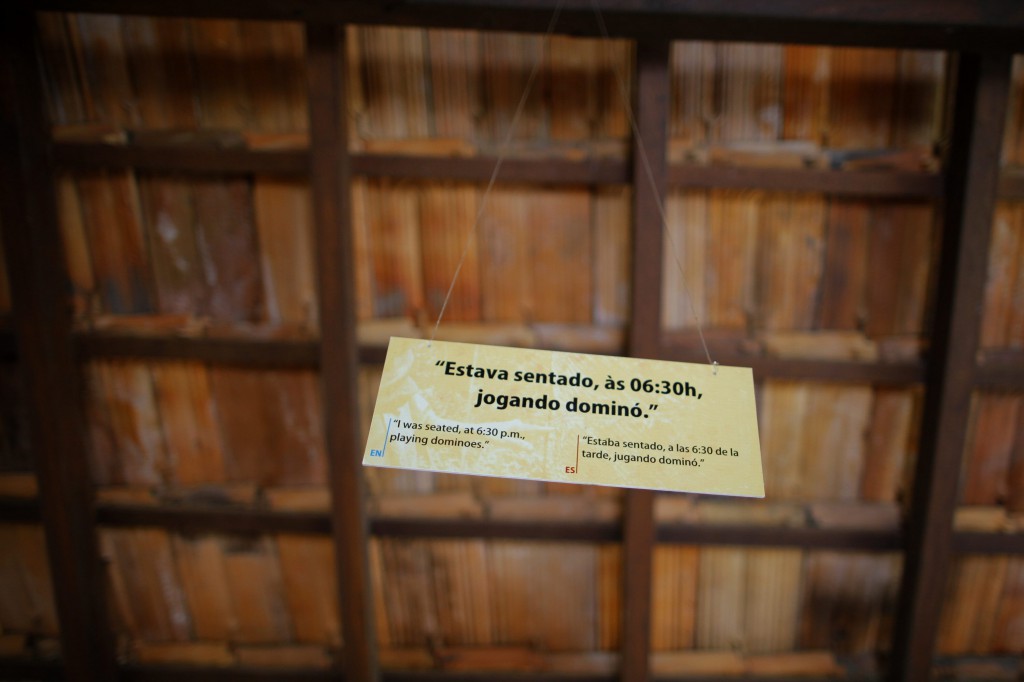 “Estava sentado, às 06:30h,
jogando dominó.”
“I was seated, at 6:30 p.m.,
playing dominoes.”
EN
“Estaba sentado, a las 6:30 de la
tarde, jugando dominó.”
ES